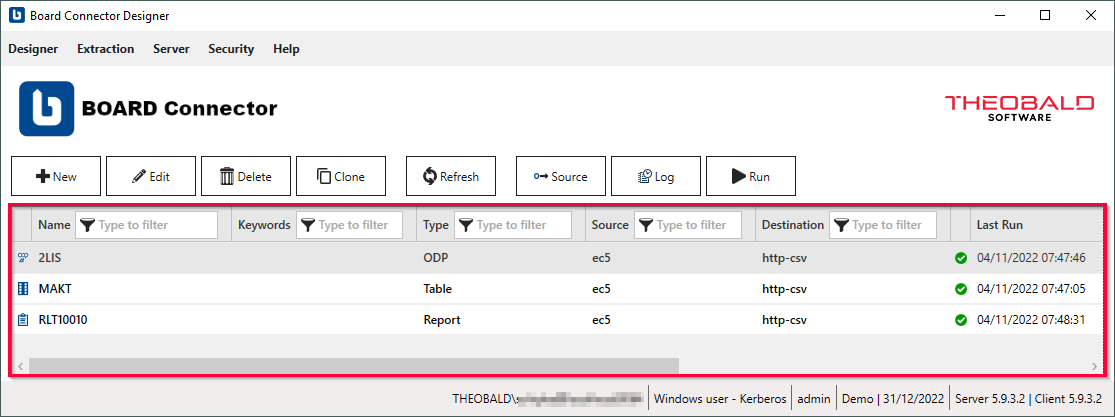 Board Connector Designer
Designer Extraction Server Security Help
BOARD Connector
THEOBALD
SOFTWARE
New Edit Delete Clone Refresh Source Log Run
Name Type to filter Keywords Type to filter Type Type to filter Source Type to filter Destination Type to filter Last Run
2LIS ODP ec5 http-csv 04/11/2022 07:47:46
MAKT Table ec5 http-csv 04/11/2022 07:47:05
RLT10010 Report ec5 http-csv 04/11/2022 07:48:31
THEOBALD\ Windows user - Kerberos admin Demo | 31/12/2022 Server 5.9.3.2 | Client 5.9.3.2